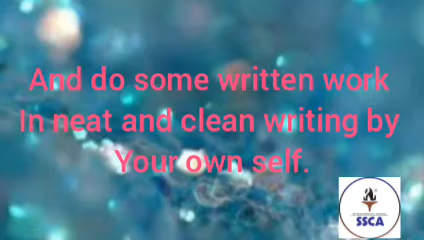 And do some written work
In neat and clean writing by
Your own self.
SSCA